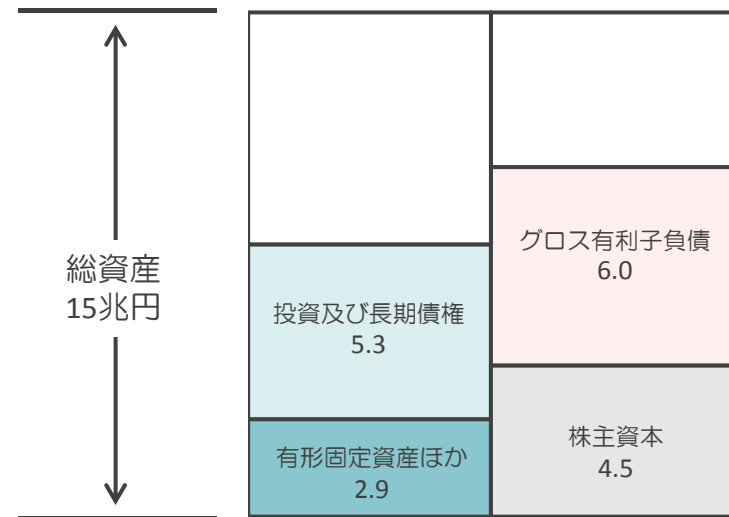 総資産
15兆円
投資及び長期債権
5.3
有形固定資産ほか
2.9
グロス有利子負債
6.0
株主資本
4.5